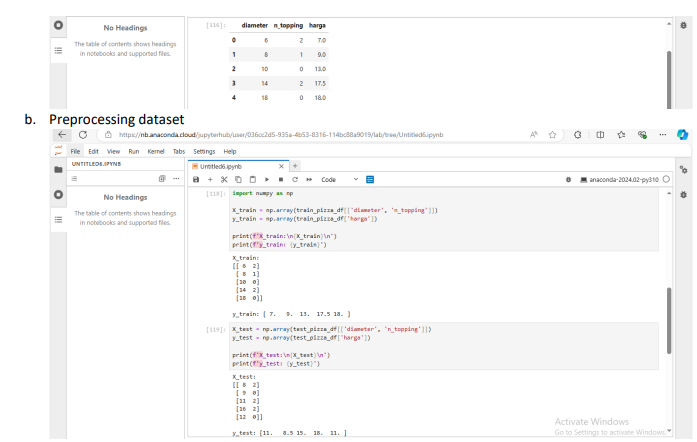 No Headings
The table of contents shows headings
in notebooks and supported files.
[116]:
diameter n_topping harga
0 6 2 7.0
1 8 1 9.0
2 10 0 13.0
3 14 2 17.5
4 18 0 18.0
b. Preprocessing dataset
https://nb.anaconda.cloud/jupyterhub/user/036cc2d5-935a-4b53-8316-114bc88a9019/lab/tree/Untitled6.ipynb
File Edit View Run Kernel Tabs Settings Help
UNTITLED6.IPYNB
Untitled6.ipynb
Code
anaconda-2024.02-py310
No Headings
The table of contents shows headings
in notebooks and supported files.
[118]: import numpy as np
X_train = np.array(train_pizza_df[['diameter', 'n_topping']])
y_train = np.array(train_pizza_df['harga'])
print(f'X_train:\n{X_train}\n')
print(f'y_train: {y_train}')
X_train:
[[ 6 2]
[ 8 1]
[10 0]
[14 2]
[18 0]]
y_train: [ 7. 9. 13. 17.5 18. ]
[119]: X_test = np.array(test_pizza_df[['diameter', 'n_topping']])
y_test = np.array(test_pizza_df['harga'])
print(f'X_test:\n{X_test}\n')
print(f'y_test: {y_test}')
X_test:
[[ 8 2]
[ 9 0]
[11 2]
[16 2]
[12 0]]
y_test: [11. 8.5 15. 18. 11. ]
Activate Windows
Go to Settings to activate Windows.